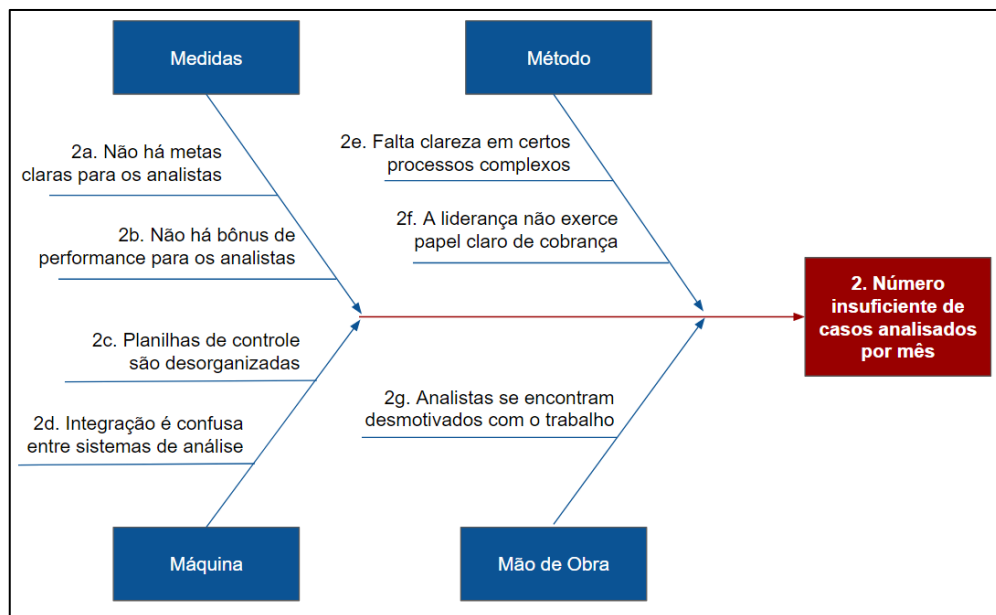 Medidas
Método
2a. Não há metas
claras para os analistas
2b. Não há bônus de
performance para os analistas
2e. Falta clareza em certos
processos complexos
2f. A liderança não exerce
papel claro de cobrança
2. Número
insuficiente de
casos analisados
por mês
2c. Planilhas de controle
são desorganizadas
2d. Integração é confusa
entre sistemas de análise
2g. Analistas se encontram
desmotivados com o trabalho
Máquina
Mão de Obra